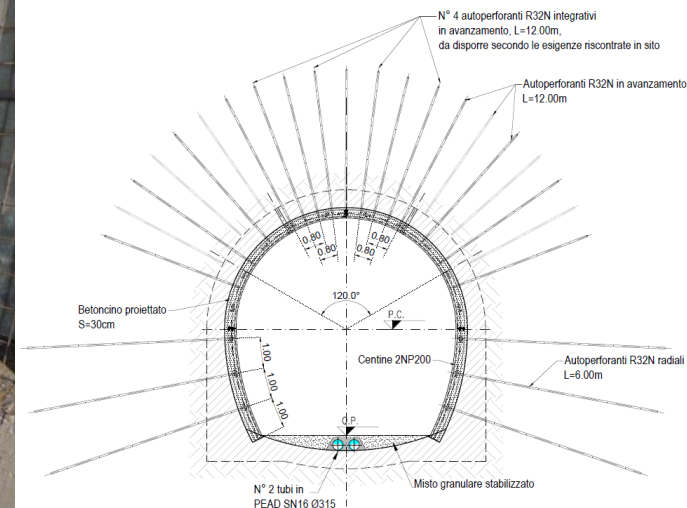 N° 4 autoperforanti R32N integrativi
in avanzamento, L=12.00m,
da disporre secondo le esigenze riscontrate in sito
Autoperforanti R32N in avanzamento
L=12.00m
0.80
0.80
0.80
0.80
120.0°
P.C.
Betoncino proiettato
S=30cm
Centine 2NP200
1.00
1.00
1.00
Autoperforanti R32N radiali
L=6.00m
Q.P.
N° 2 tubi in
PEAD SN16 Ø315
Misto granulare stabilizzato